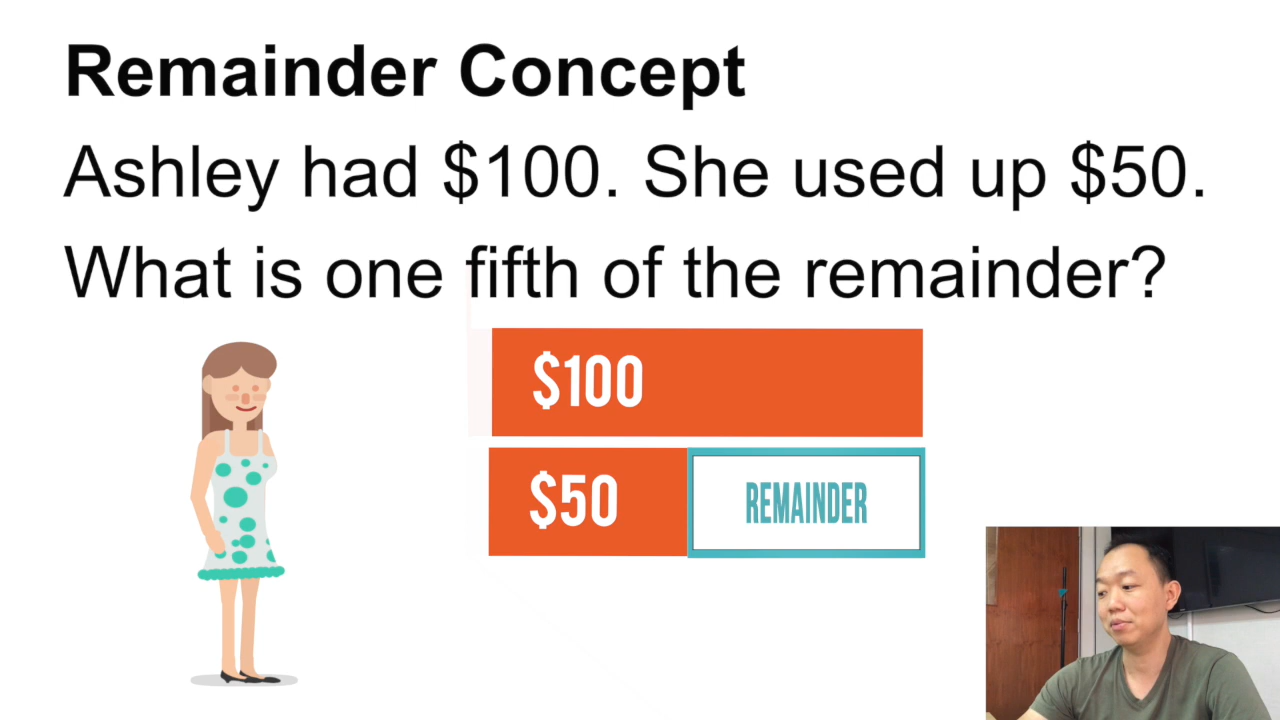 Remainder Concept
Ashley had $100. She used up $50.
What is one fifth of the remainder?
$100
$50 REMAINDER